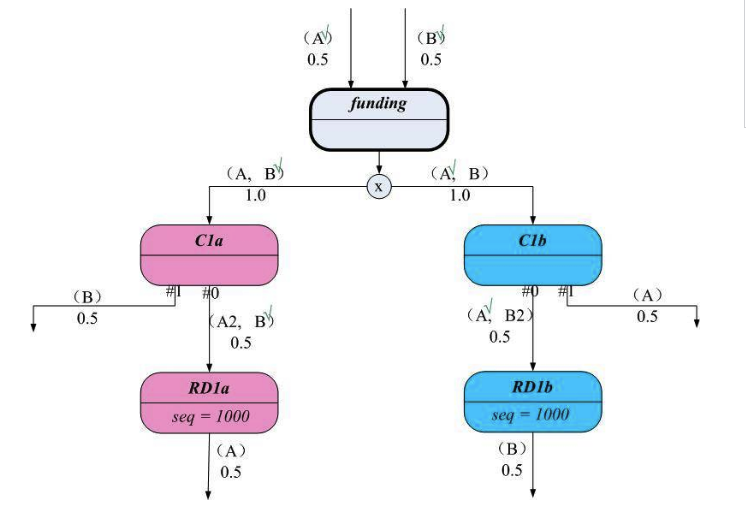 (A√) (B√)
0.5 0.5
funding
(A, B√) (A√, B)
1.0 x 1.0
C1a C1b
#1 #0 #0 #1
(B) (A)
0.5 0.5
(A2, B√) (A√, B2)
0.5 0.5
RD1a RD1b
seq = 1000 seq = 1000
(A) (B)
0.5 0.5